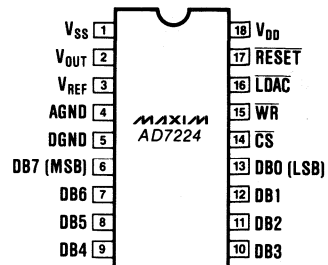 VSS 1 18 VDD
VOUT 2 17 RESET
VREF 3 16 LDAC
AGND 4 MAXIM 15 WR
DGND 5 AD7224 14 CS
DB7 (MSB) 6 13 DB0 (LSB)
DB6 7 12 DB1
DB5 8 11 DB2
DB4 9 10 DB3